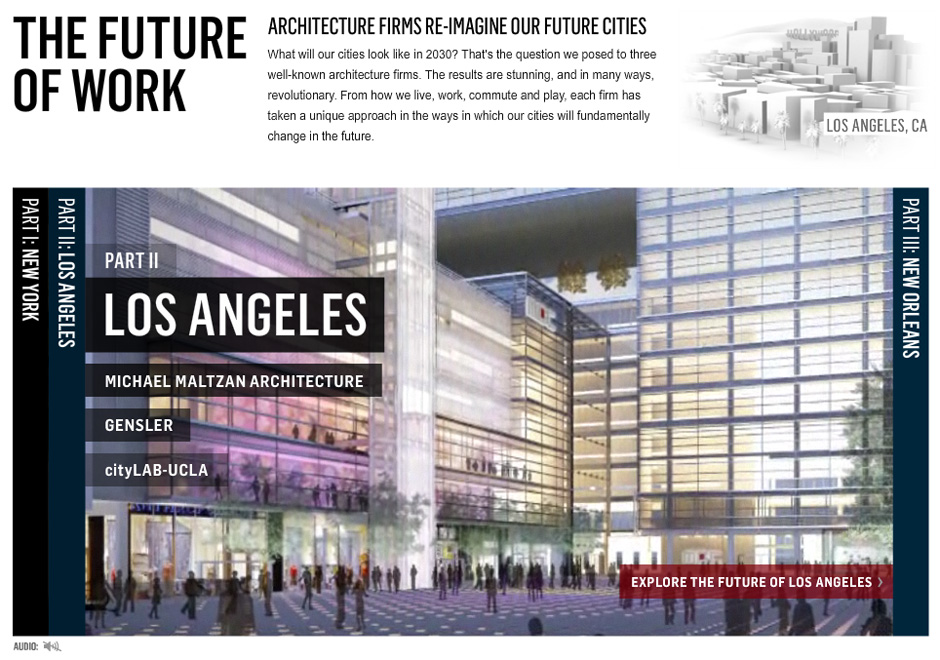 THE FUTURE
OF WORK
ARCHITECTURE FIRMS RE-IMAGINE OUR FUTURE CITIES
What will our cities look like in 2030? That's the question we posed to three
well-known architecture firms. The results are stunning, and in many ways,
revolutionary. From how we live, work, commute and play, each firm has
taken a unique approach in the ways in which our cities will fundamentally
change in the future.
LOS ANGELES, CA
PART I: NEW YORK
PART II: LOS ANGELES
PART II
LOS ANGELES
MICHAEL MALTZAN ARCHITECTURE
GENSLER
cityLAB-UCLA
EXPLORE THE FUTURE OF LOS ANGELES >
PART III: NEW ORLEANS
AUDIO: